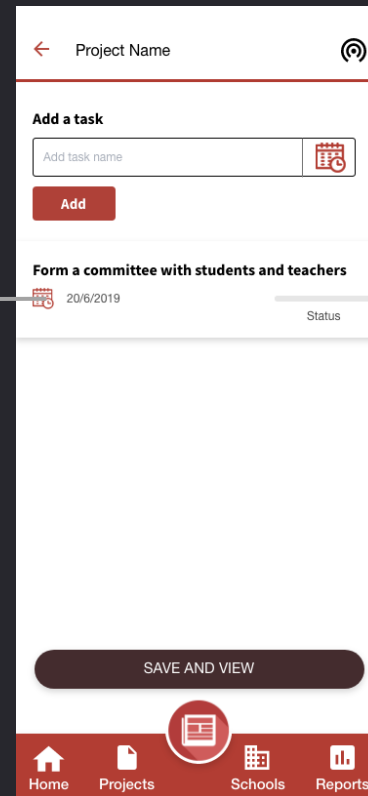 Project Name
Add a task
Add task name
Add
Form a committee with students and teachers
20/6/2019
Status
SAVE AND VIEW
Home Projects Schools Reports